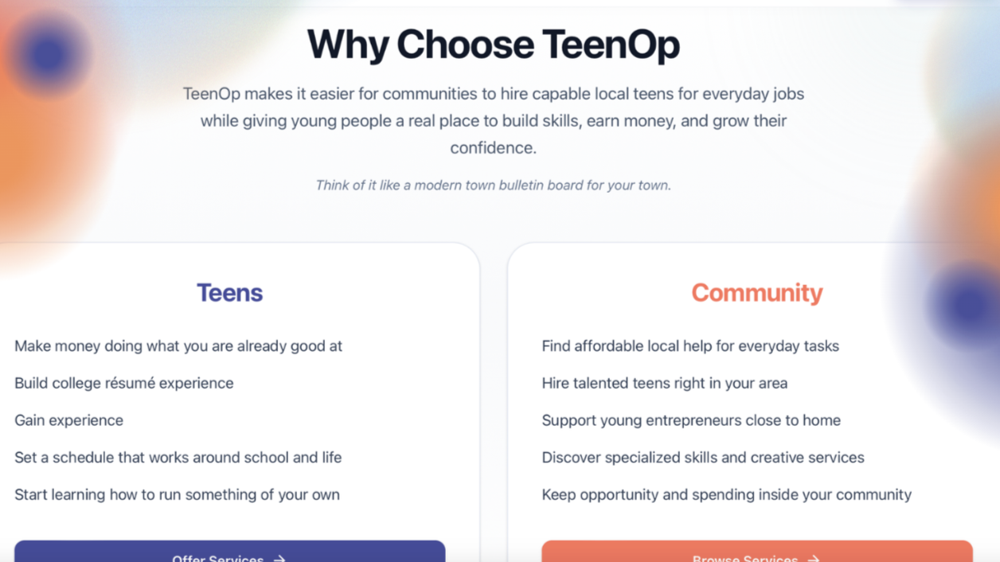 Why Choose TeenOp
TeenOp makes it easier for communities to hire capable local teens for everyday jobs
while giving young people a real place to build skills, earn money, and grow their
confidence.
Think of it like a modern town bulletin board for your town.
Teens
Make money doing what you are already good at
Build college résumé experience
Gain experience
Set a schedule that works around school and life
Start learning how to run something of your own
Offer Services →
Community
Find affordable local help for everyday tasks
Hire talented teens right in your area
Support young entrepreneurs close to home
Discover specialized skills and creative services
Keep opportunity and spending inside your community
Browse Services →